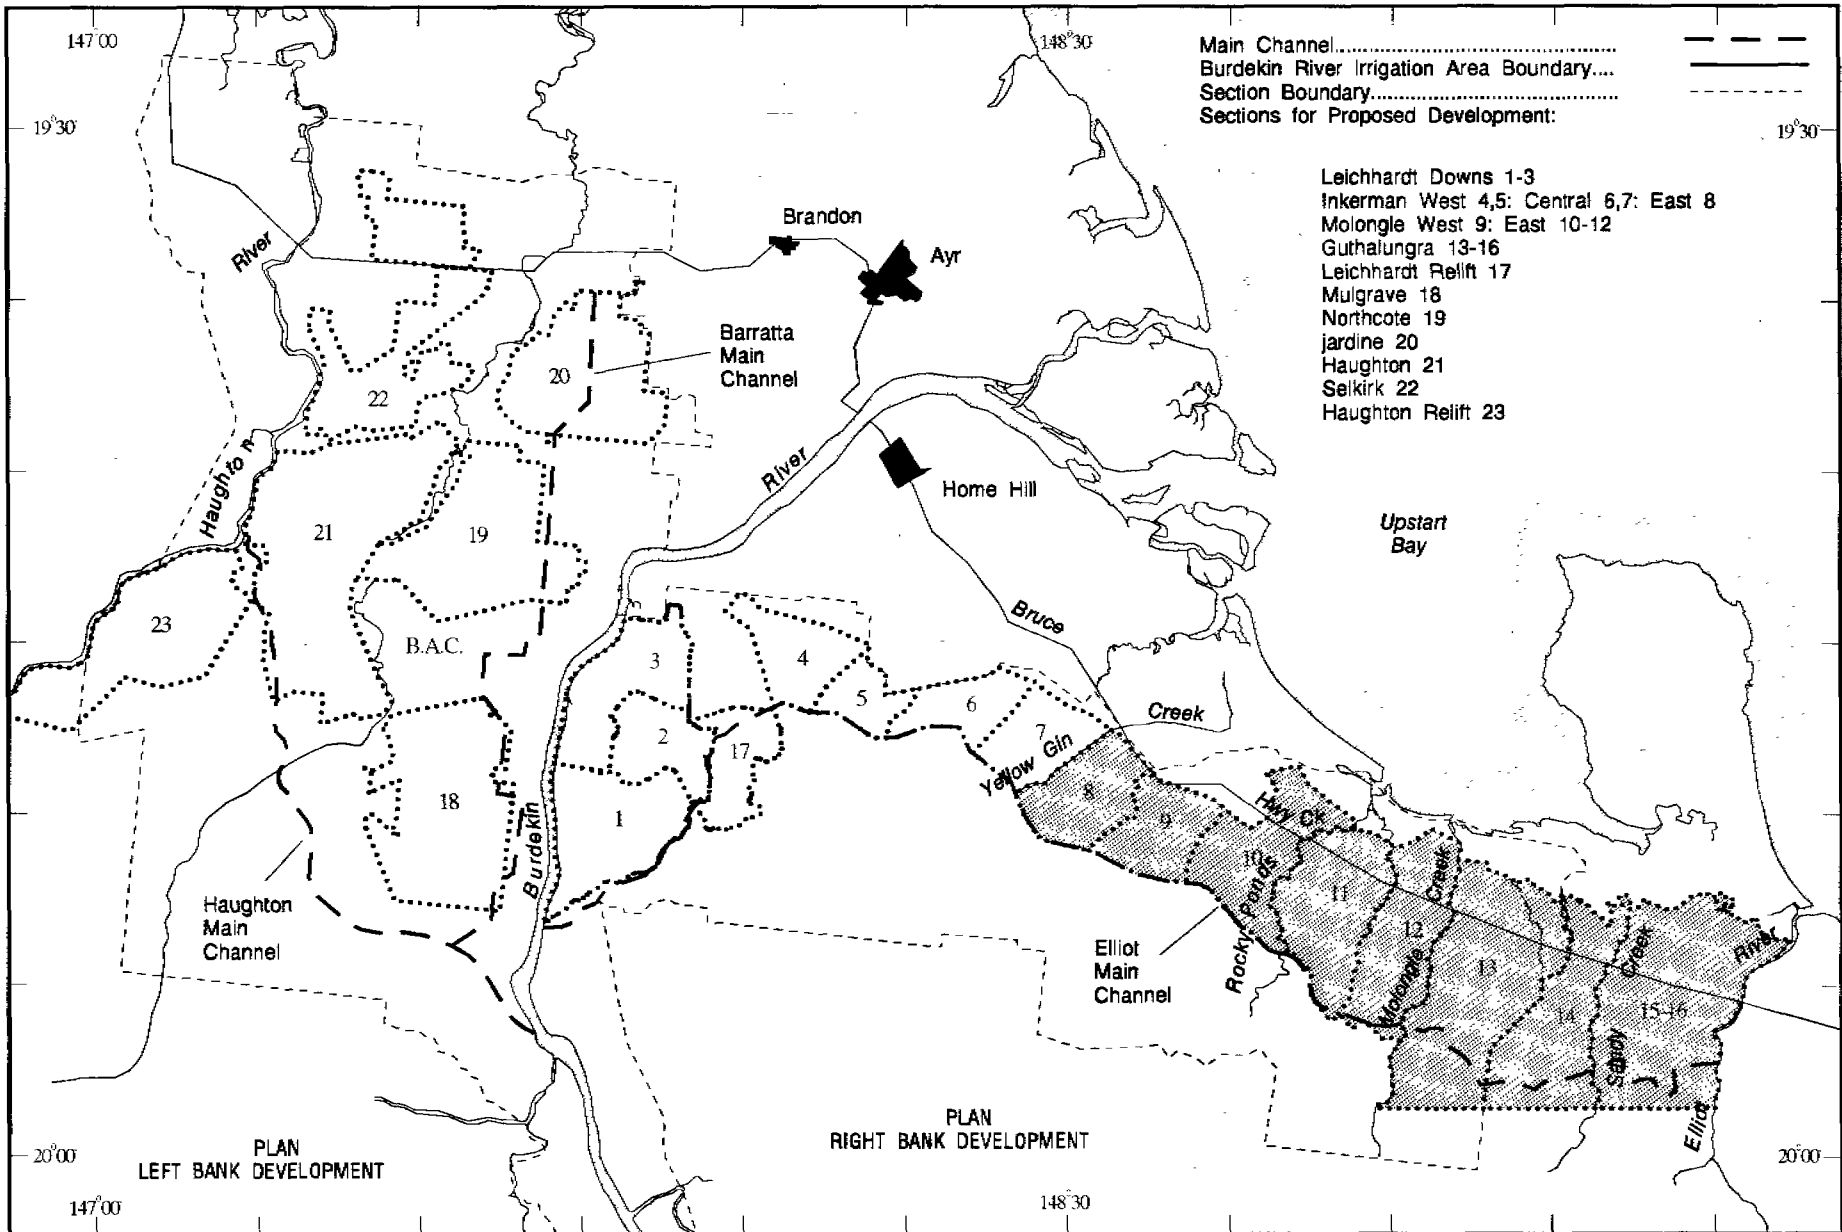 147°00'
148°30'
Main Channel
Burdekin River Irrigation Area Boundary....
Section Boundary
Sections for Proposed Development:
19°30'
19°30'
Leichhardt Downs 1-3
Inkerman West 4,5: Central 6,7: East 8
Molongle West 9: East 10-12
Guthalungra 13-16
Leichhardt Relift 17
Mulgrave 18
Northcote 19
jardine 20
Haughton 21
Selkirk 22
Haughton Relift 23
Brandon
Ayr
River
Barratta
Main
Channel
20
22
Haughton
River
Home Hill
Upstart
Bay
21
19
23
B.A.C.
Bruce
3
4
5
6
7
Creek
2
17
Yellow Gin
18
1
8
9
Hwy
Ck
10
11
12
Creek
13
14
15-16
Creek
River
Burdekin
Haughton
Main
Channel
Elliot
Main
Channel
Rocky Ponds
Molongle
Sandy
Elliot
PLAN
LEFT BANK DEVELOPMENT
PLAN
RIGHT BANK DEVELOPMENT
20°00'
20°00'
147°00'
148°30'